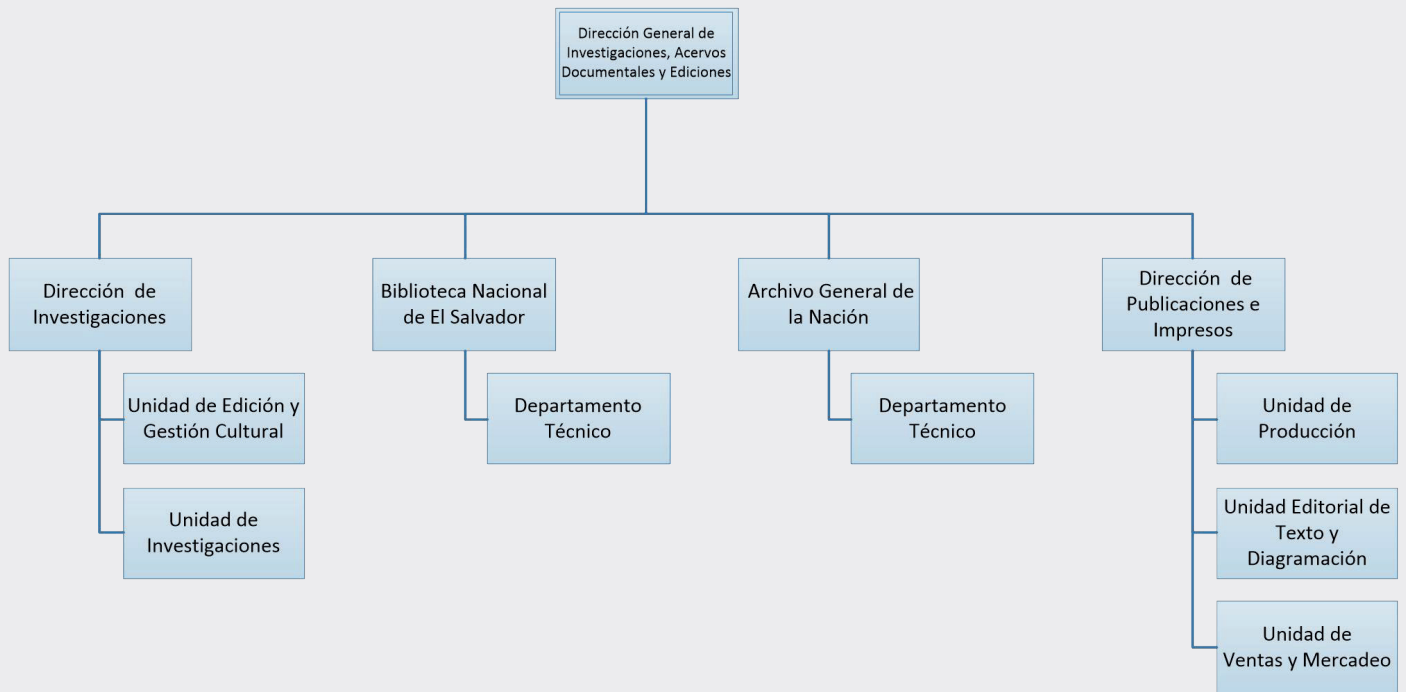 Dirección General de
Investigaciones, Acervos
Documentales y Ediciones
Dirección de
Investigaciones
Biblioteca Nacional
de El Salvador
Archivo General de
la Nación
Dirección de
Publicaciones e
Impresos
Unidad de Edición y
Gestión Cultural
Departamento
Técnico
Departamento
Técnico
Unidad de
Producción
Unidad de
Investigaciones
Unidad Editorial de
Texto y
Diagramación
Unidad de
Ventas y Mercadeo